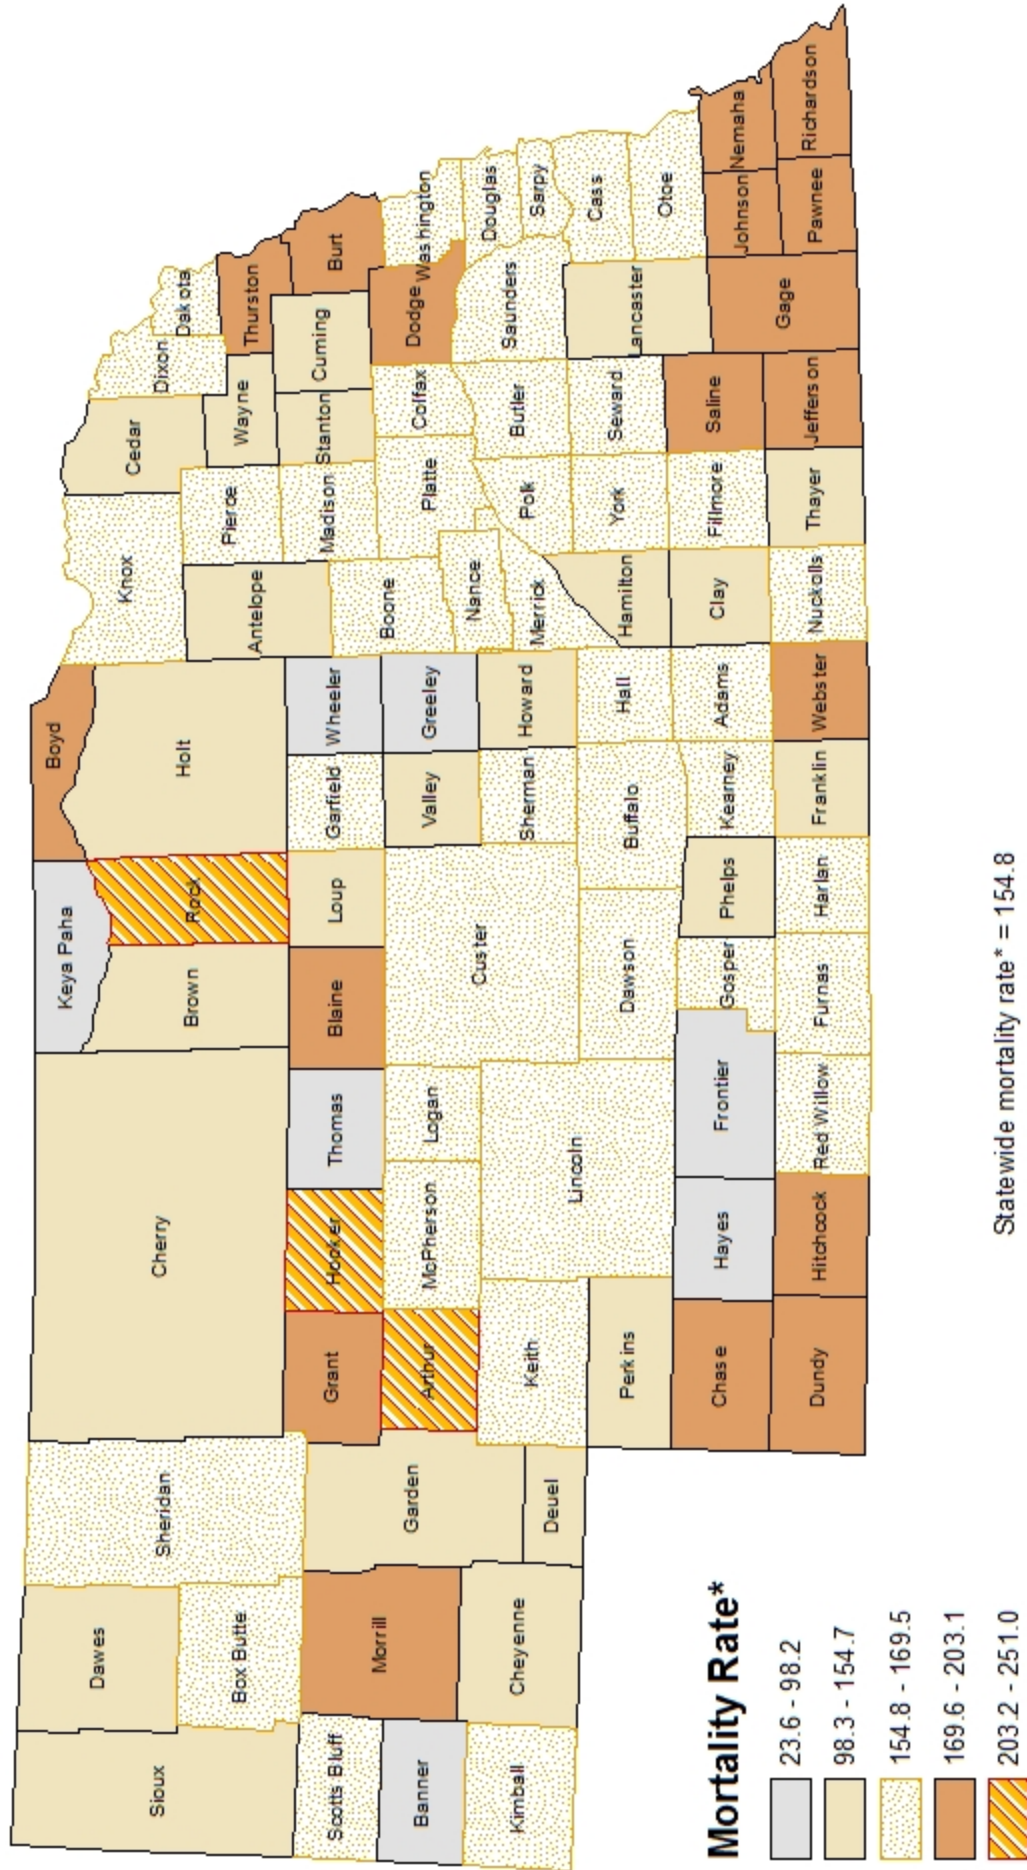 Boyd
Keya Paha
Knox
Cedar
Dixon
Dakota
Sioux
Dawes
Sheridan
Cherry
Brown
Rock
Holt
Antelope
Pierce
Wayne
Thurston
Box Butte
Scotts Bluff
Morrill
Grant
Hooker
Thomas
Blaine
Loup
Garfield
Wheeler
Madison
Stanton
Cuming
Burt
Banner
Garden
Arthur
McPherson
Logan
Custer
Valley
Greeley
Boone
Platte
Colfax
Dodge
Washington
Nance
Kimball
Cheyenne
Deuel
Keith
Lincoln
Sherman
Howard
Merrick
Polk
Butler
Saunders
Douglas
Sarpy
Perkins
Dawson
Buffalo
Hall
Hamilton
York
Seward
Lancaster
Cass
Otoe
Chase
Hayes
Frontier
Gosper
Phelps
Kearney
Adams
Clay
Fillmore
Saline
Johnson
Nemaha
Dundy
Hitchcock
Red Willow
Furnas
Harlan
Franklin
Webster
Nuckolls
Thayer
Jefferson
Gage
Pawnee
Richardson
Mortality Rate*
23.6 - 98.2
98.3 - 154.7
154.8 - 169.5
169.6 - 203.1
203.2 - 251.0
Statewide mortality rate* = 154.8